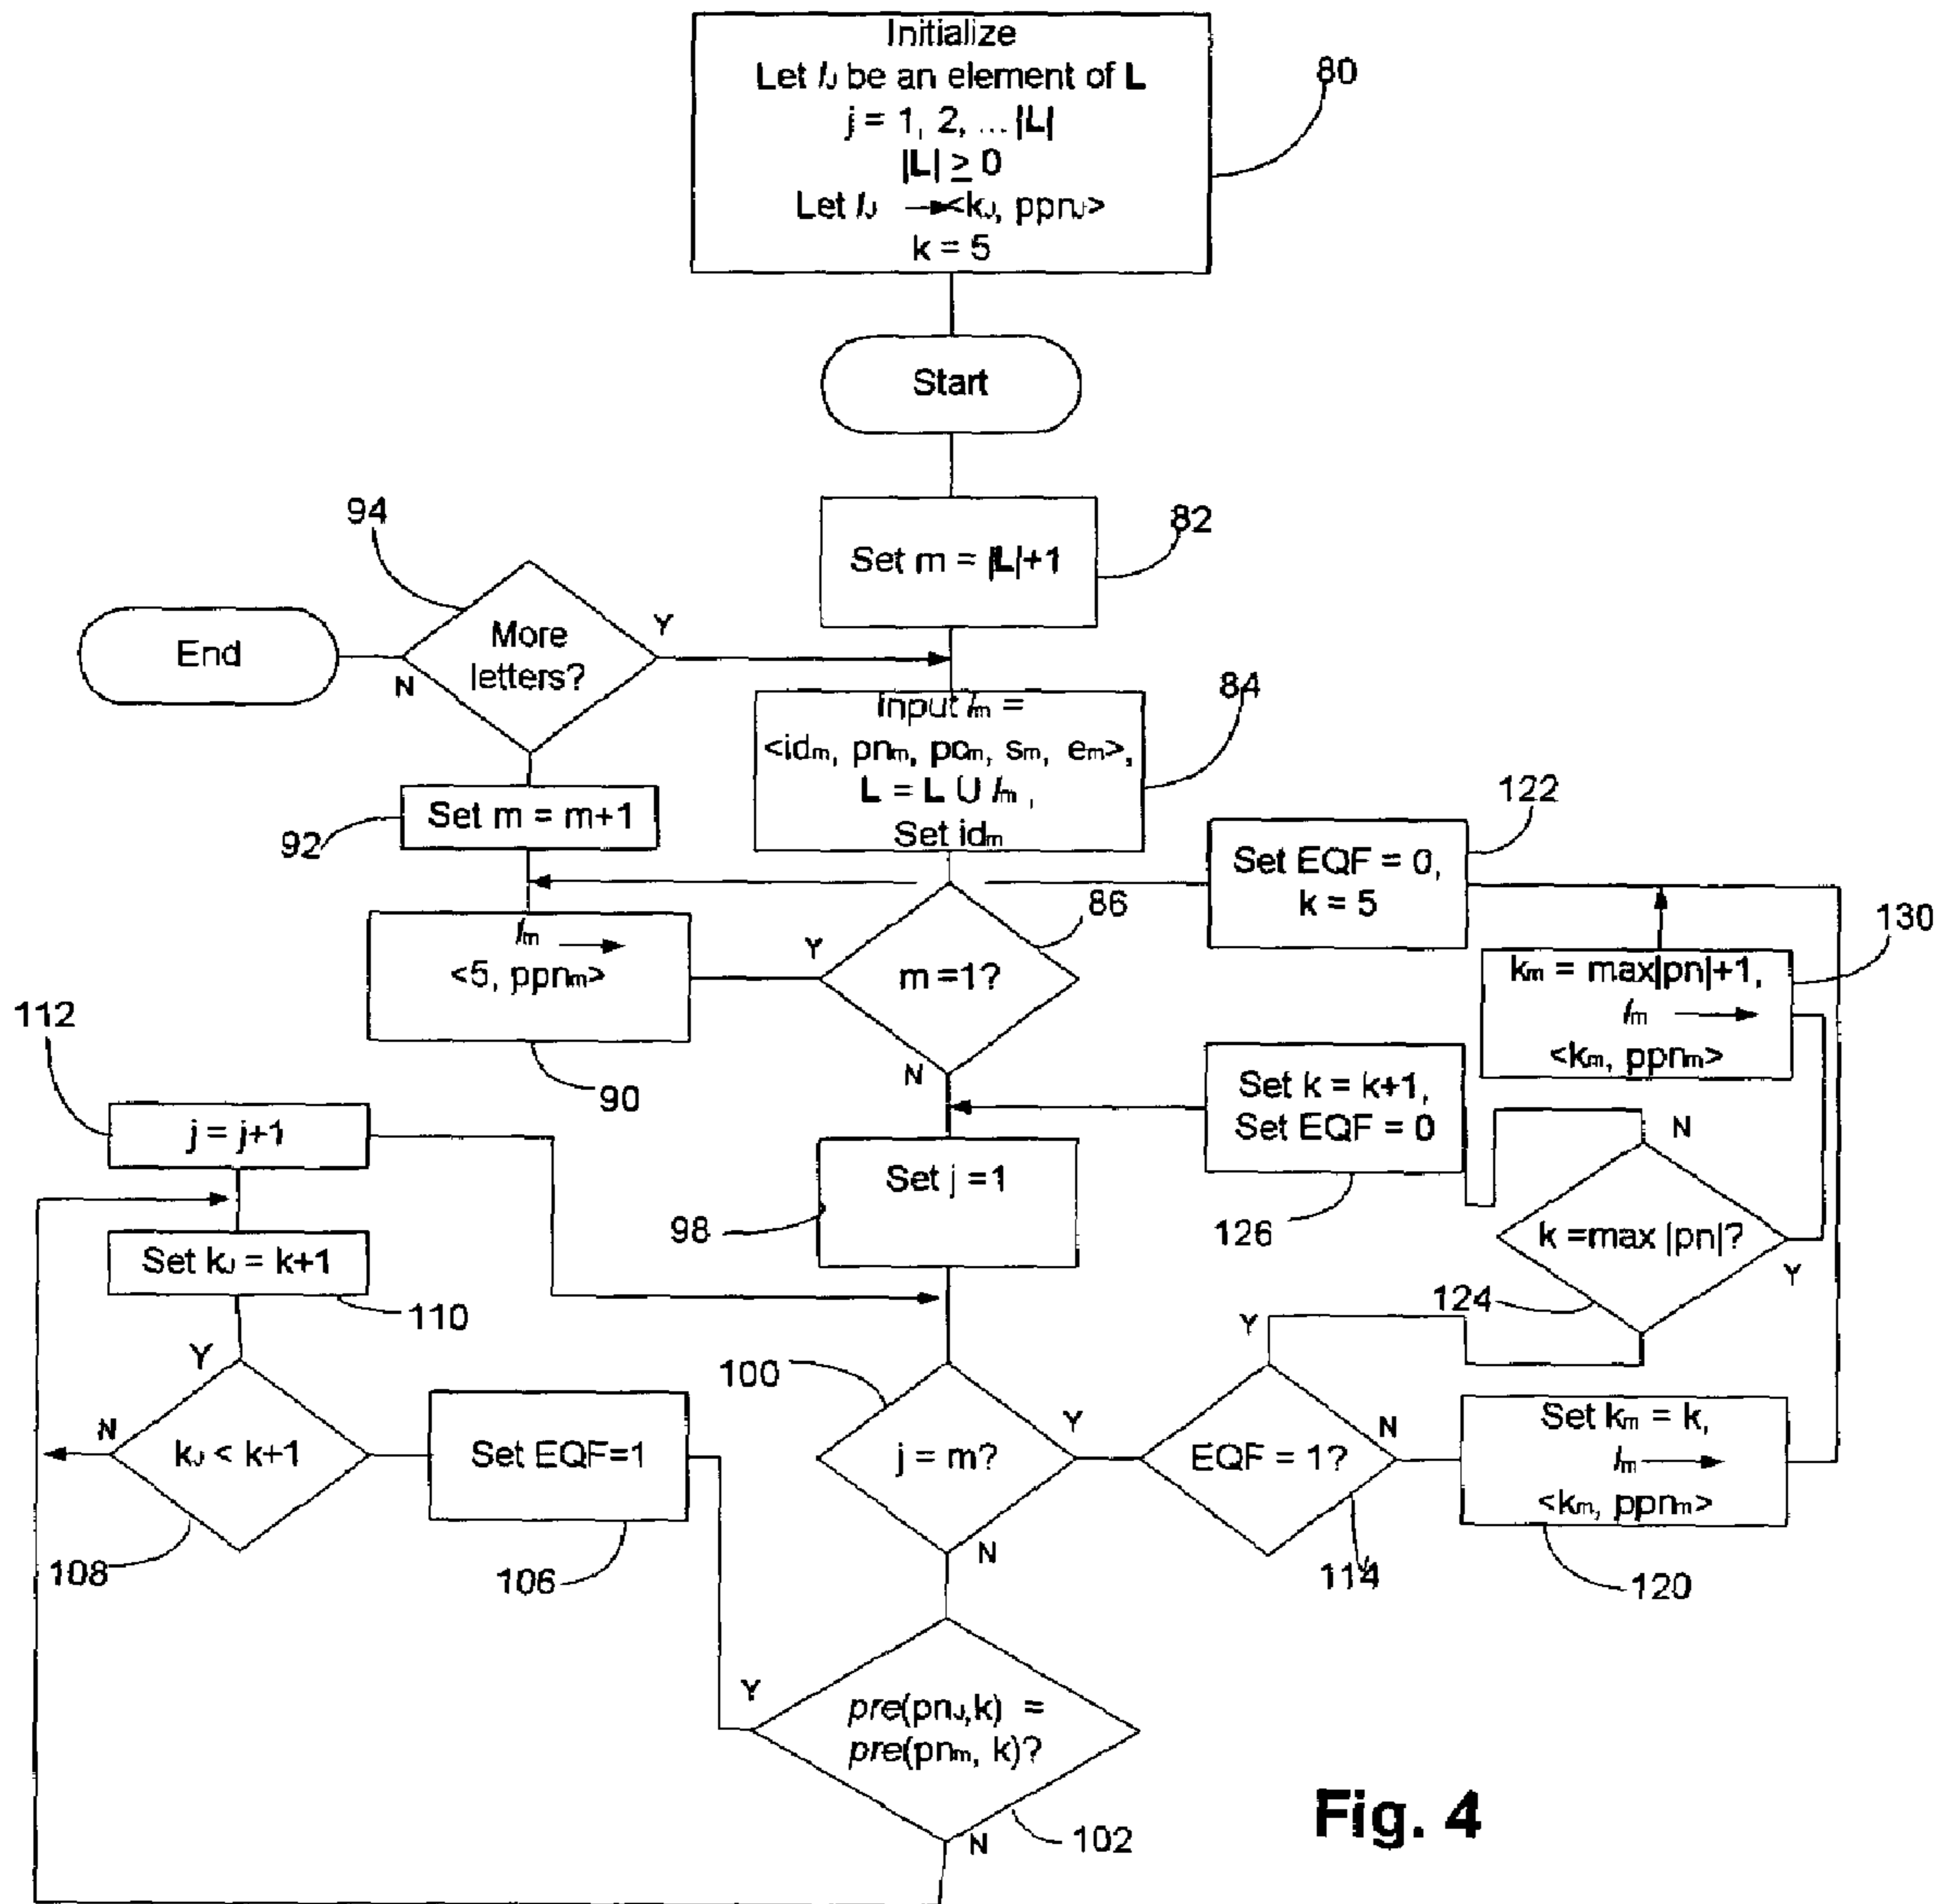 Initialize
Let lJ be an element of L
j = 1, 2, ... |L|
|L| ≥ 0
Let lJ → <kJ, ppnJ>
k = 5
80
Start
82
Set m = |L|+1
94
More
letters?
Y
N
End
84
Input lm =
<idm, pnm, pam, sm, em>,
L = L U lm ,
Set idm
92
Set m = m+1
122
Set EQF = 0,
k = 5
86
m =1?
Y
N
lm →
<5, ppnm>
90
130
km = max|pn|+1,
lm →
<km, ppnm>
112
j = j+1
Set k = k+1,
Set EQF = 0
126
N
k =max |pn|?
Y
124
98
Set j =1
Set kJ = k+1
110
Y
N
kJ < k+1
108
Set EQF=1
106
100
j = m?
Y
N
Y
EQF = 1?
N
114
Set km = k,
lm →
<km, ppnm>
120
Y
pre(pnJ,k) =
pre(pnm, k)?
N
102
Fig. 4